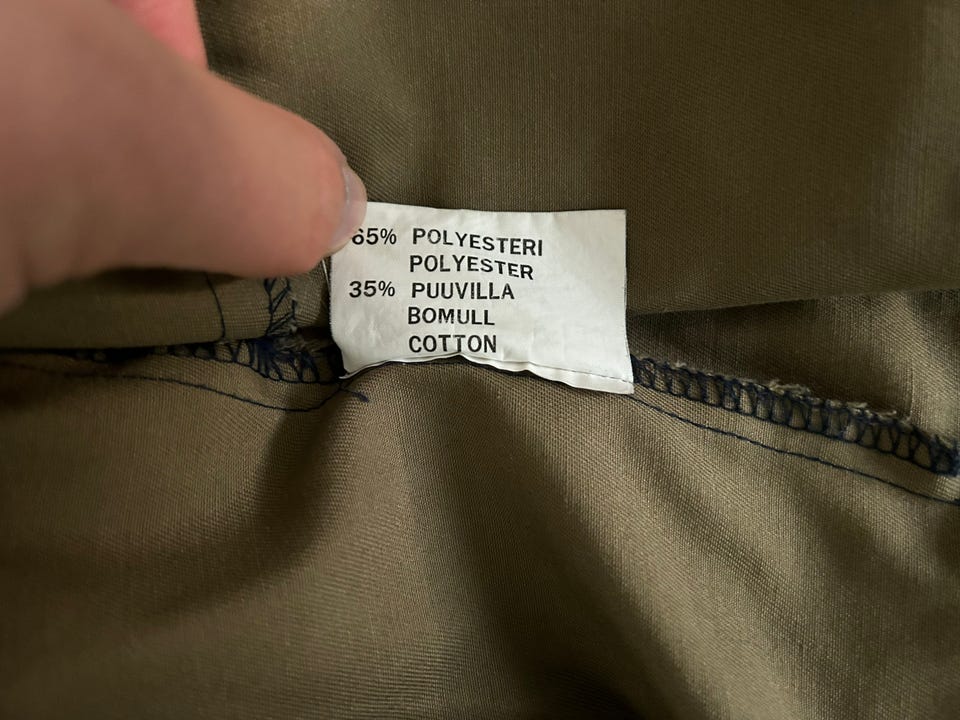 65% POLYESTERI
POLYESTER
35% PUUVILLA
BOMULL
COTTON